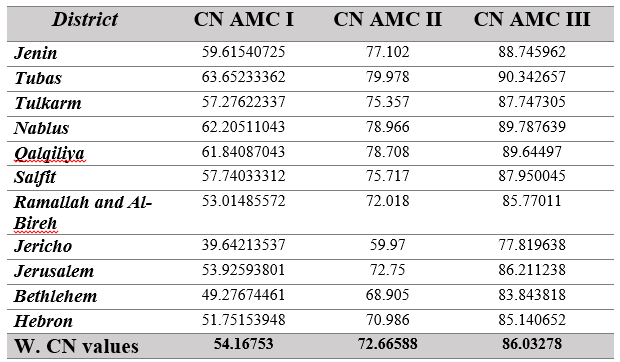 District CN AMC I CN AMC II CN AMC III
Jenin 59.61540725 77.102 88.745962
Tubas 63.65233362 79.978 90.342657
Tulkarm 57.27622337 75.357 87.747305
Nablus 62.20511043 78.966 89.787639
Qalqiliya 61.84087043 78.708 89.64497
Salfit 57.74033312 75.717 87.950045
Ramallah and Al- 53.01485572 72.018 85.77011
Bireh
Jericho 39.64213537 59.97 77.819638
Jerusalem 53.92593801 72.75 86.211238
Bethlehem 49.27674461 68.905 83.843818
Hebron 51.75153948 70.986 85.140652
W. CN values 54.16753 72.66588 86.03278